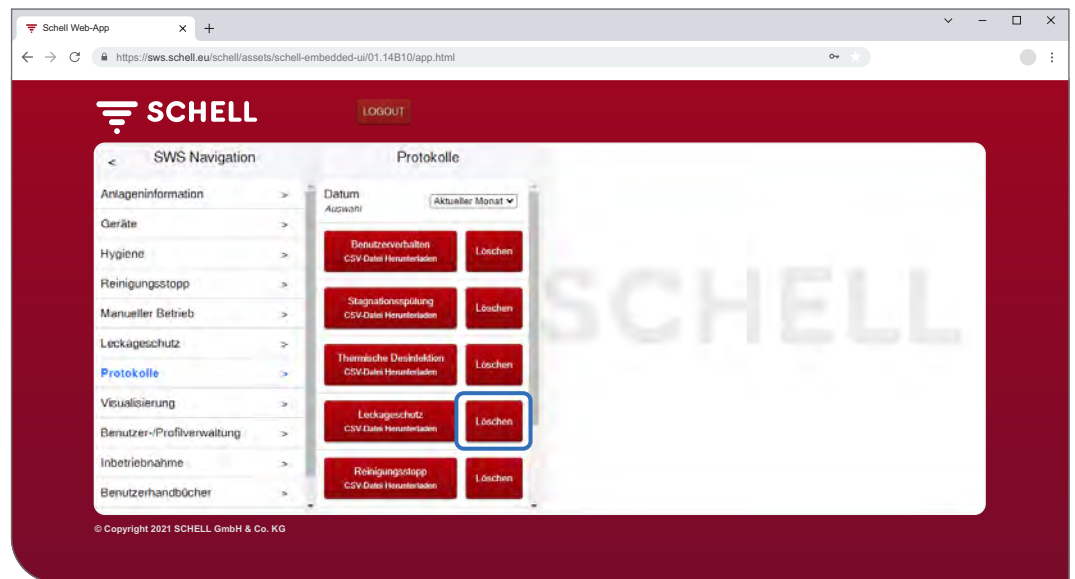 Schell Web-App
https://sws.schell.eu/schell/assets/schell-embedded-ui/01.14B10/app.html
SCHELL
LOGOUT
< SWS Navigation
Protokolle
Anlageninformation >
Geräte >
Hygiene >
Reinigungsstopp >
Manueller Betrieb >
Leckageschutz >
Protokolle >
Visualisierung >
Benutzer-/Profilverwaltung >
Inbetriebnahme >
Benutzerhandbücher >
Datum
Auswahl
Aktueller Monat
Benutzerverhalten
CSV-Datei Herunterladen
Löschen
Stagnationsspülung
CSV-Datei Herunterladen
Löschen
Thermische Desinfektion
CSV-Datei Herunterladen
Löschen
Leckageschutz
CSV-Datei Herunterladen
Löschen
Reinigungsstopp
CSV-Datei Herunterladen
Löschen
SCHELL
© Copyright 2021 SCHELL GmbH & Co. KG